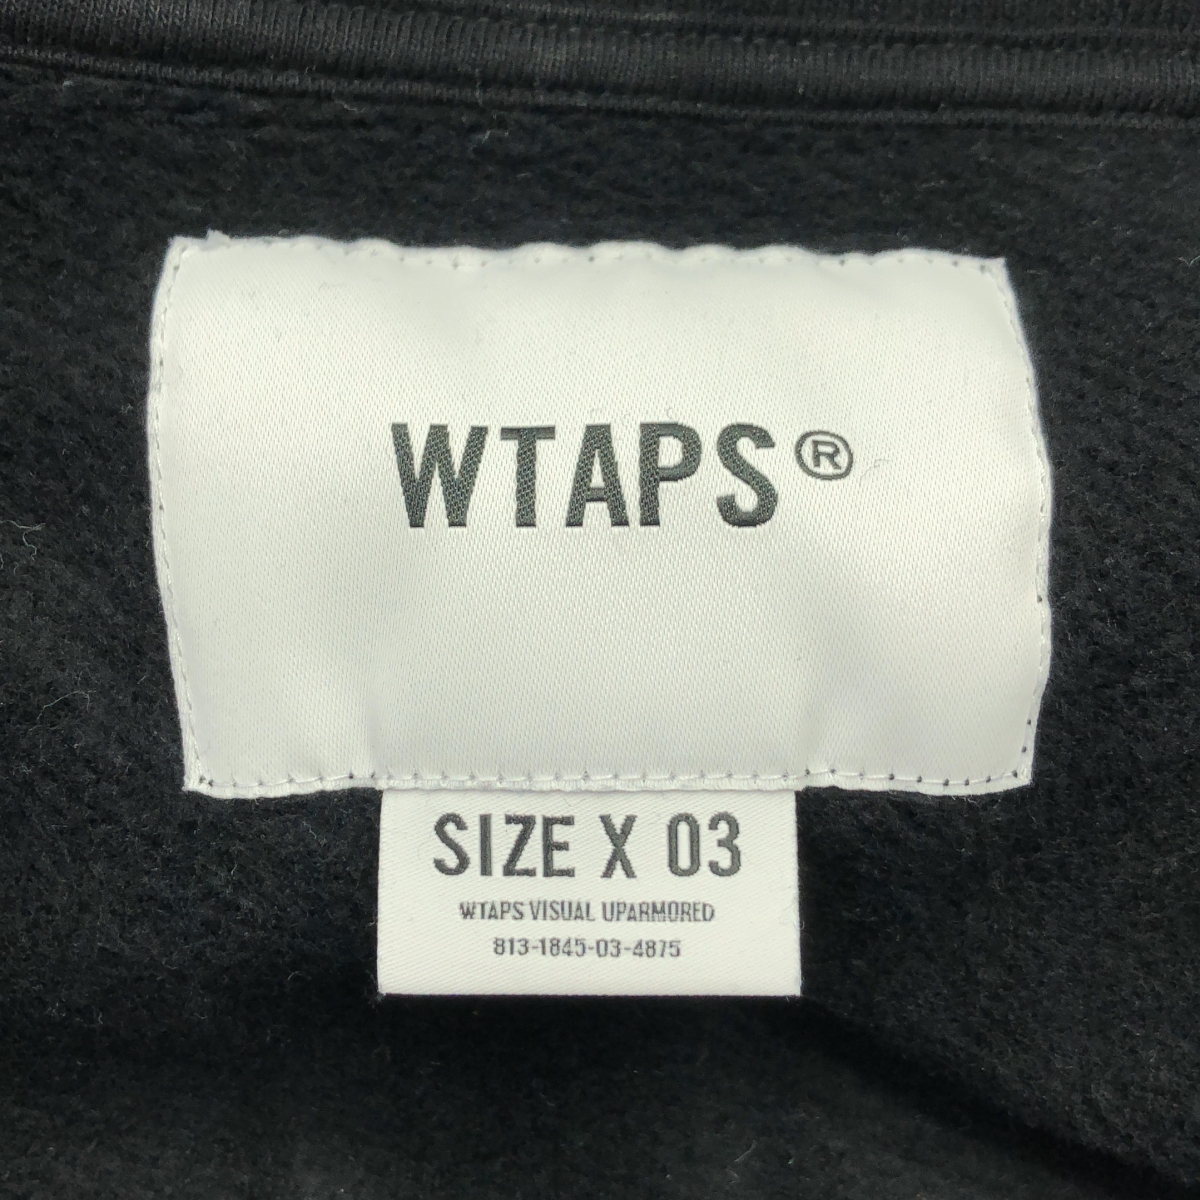 WTAPS®
SIZE X 03
WTAPS VISUAL UPARMORED
813-1845-03-4875